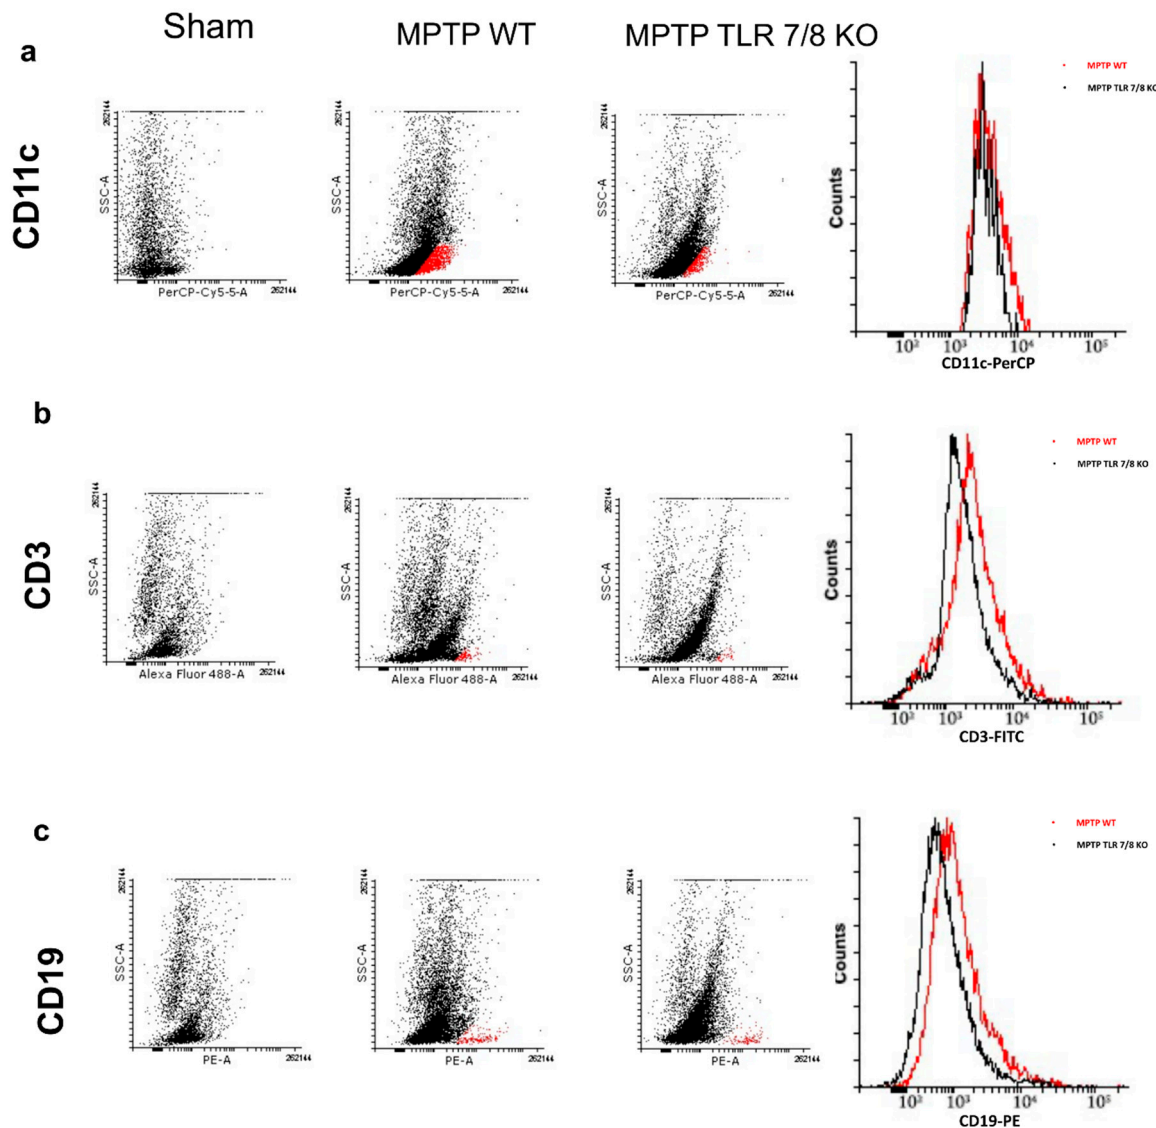 Sham
MPTP WT
MPTP TLR 7/8 KO
a
CD11c
262144
SSC-A
PerCP-Cy5-5-A
262144
262144
SSC-A
PerCP-Cy5-5-A
262144
262144
SSC-A
PerCP-Cy5-5-A
262144
MPTP WT
MPTP TLR 7/8 KO
Counts
10² 10³ 10⁴ 10⁵
CD11c-PerCP
b
CD3
262144
SSC-A
Alexa Fluor 488-A
262144
262144
SSC-A
Alexa Fluor 488-A
262144
262144
SSC-A
Alexa Fluor 488-A
262144
MPTP WT
MPTP TLR 7/8 KO
Counts
10² 10³ 10⁴ 10⁵
CD3-FITC
c
CD19
262144
SSC-A
PE-A
262144
262144
SSC-A
PE-A
262144
262144
SSC-A
PE-A
262144
MPTP WT
MPTP TLR 7/8 KO
Counts
10² 10³ 10⁴ 10⁵
CD19-PE